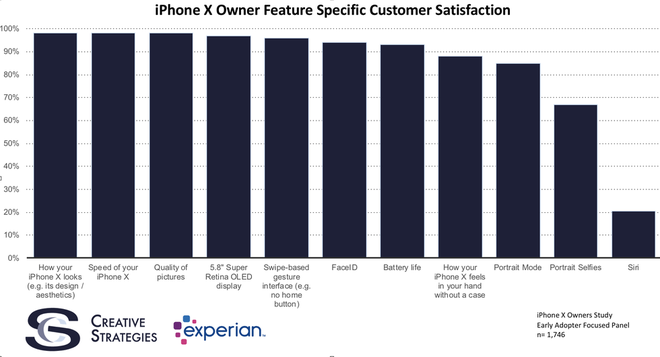 iPhone X Owner Feature Specific Customer Satisfaction
100%
90%
80%
70%
60%
50%
40%
30%
20%
10%
0%
How your
iPhone X looks
(e.g. its design /
aesthetics)
Speed of your
iPhone X
Quality of
pictures
5.8" Super
Retina OLED
display
Swipe-based
gesture
interface (e.g.
no home
button)
FaceID
Battery life
How your
iPhone X feels
in your hand
without a case
Portrait Mode
Portrait Selfies
Siri
CREATIVE
STRATEGIES
experian™
iPhone X Owners Study
Early Adopter Focused Panel
n= 1,746